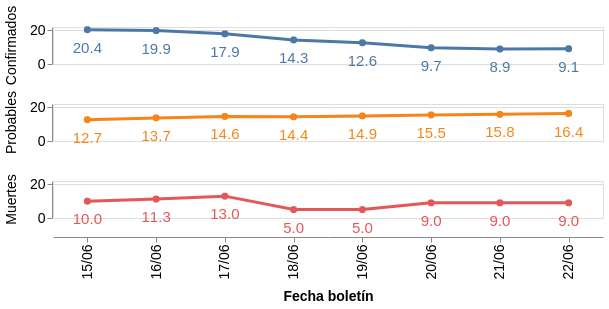 Confirmados
20
0
20.4 19.9 17.9 14.3 12.6 9.7 8.9 9.1
Probables
20
0
12.7 13.7 14.6 14.4 14.9 15.5 15.8 16.4
Muertes
20
0
10.0 11.3 13.0 5.0 5.0 9.0 9.0 9.0
15/06 16/06 17/06 18/06 19/06 20/06 21/06 22/06
Fecha boletín